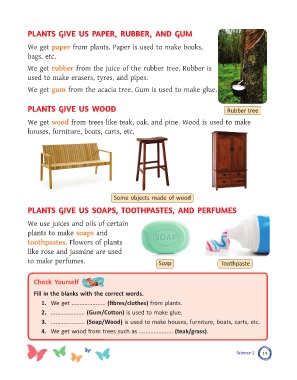 PLANTS GIVE US PAPER, RUBBER, AND GUM
We get paper from plants. Paper is used to make books,
bags, etc.
We get rubber from the juice of the rubber tree. Rubber is
used to make erasers, tyres, and pipes.
We get gum from the acacia tree. Gum is used to make glue.
Rubber tree
PLANTS GIVE US WOOD
We get wood from trees like teak, oak, and pine. Wood is used to make
houses, furniture, boats, carts, etc.
Some objects made of wood
PLANTS GIVE US SOAPS, TOOTHPASTES, AND PERFUMES
We use juices and oils of certain
plants to make soaps and
toothpastes. Flowers of plants
like rose and jasmine are used
to make perfumes.
SOAP
Soap
Toothpaste
Check Yourself
Fill in the blanks with the correct words.
1. We get .................... (fibres/clothes) from plants.
2. .................... (Gum/Cotton) is used to make glue.
3. .................... (Soap/Wood) is used to make houses, furniture, boats, carts, etc.
4. We get wood from trees such as .................... (teak/grass).
Science-2
11